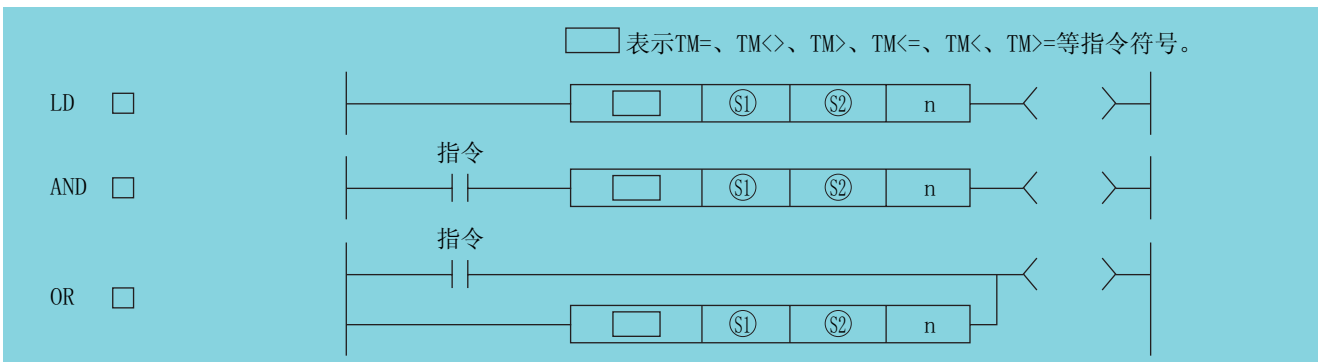 表示TM=、TM<>、TM>、TM<=、TM<、TM>=等指令符号。
LD
S1 S2 n
指令
AND
S1 S2 n
指令
OR
S1 S2 n